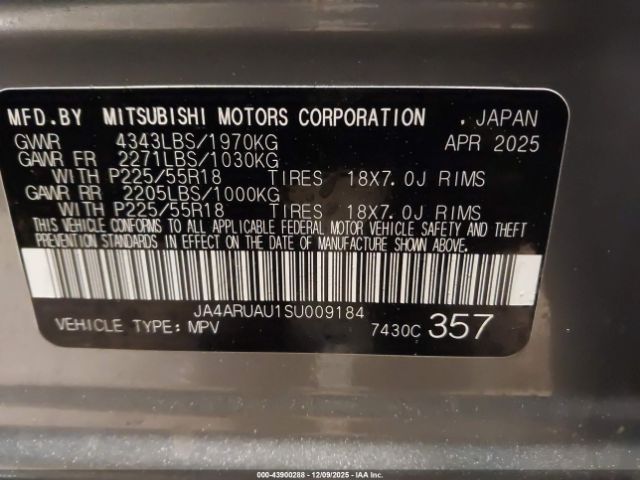 MFD.BY MITSUBISHI MOTORS CORPORATION . JAPAN
GVWR 4343LBS/1970KG APR 2025
GAWR FR 2271LBS/1030KG
WITH P225/55R18 TIRES 18X7.0J RIMS
GAWR RR 2205LBS/1000KG
WITH P225/55R18 TIRES 18X7.0J RIMS
THIS VEHICLE CONFORMS TO ALL APPLICABLE FEDERAL MOTOR VEHICLE SAFETY AND THEFT
PREVENTION STANDARDS IN EFFECT ON THE DATE OF MANUFACTURE SHOWN ABOVE.
JA4ARUAU1SU009184
VEHICLE TYPE: MPV 7430C 357
000-43900288 - 12/09/2025 - IAA Inc.